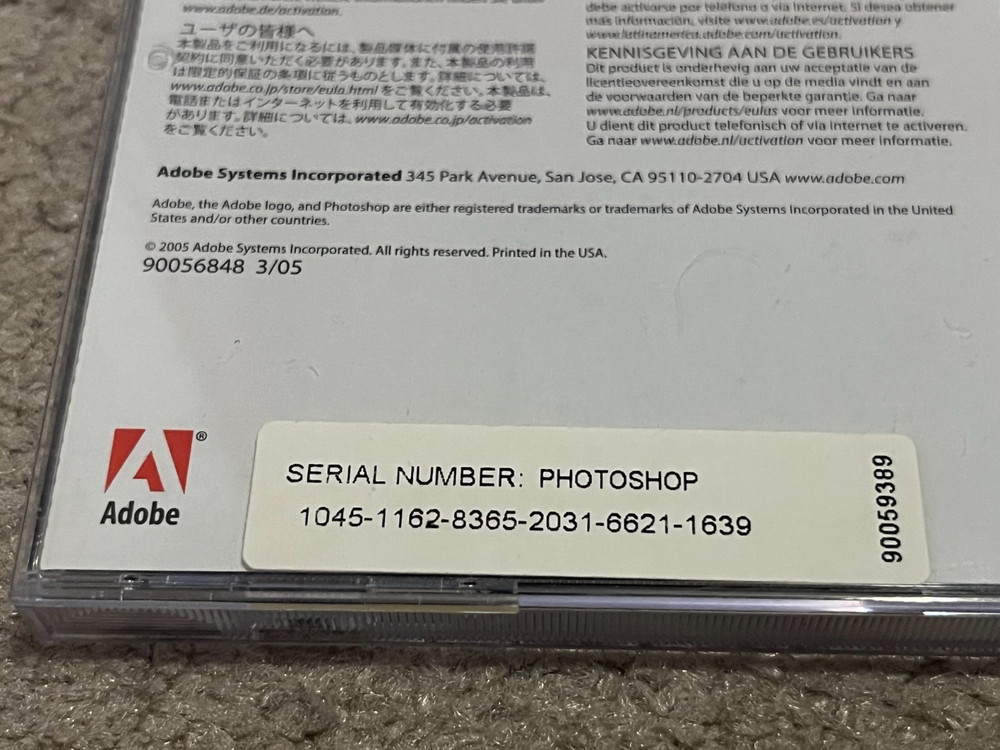 www.adobe.de/activation.
ユーザの皆様へ
本製品をご利用になるには、製品媒体に付属の使用許諾
契約に同意いただく必要があります。また、本製品の利用
は限定的保証の条項に従うものとします。詳細については、
www.adobe.co.jp/store/eula.html をご覧ください。本製品は、
電話またはインターネットを利用して有効化する必要
があります。詳細については、www.adobe.co.jp/activation
をご覧ください。
debe activarse por teléfono o vía Internet. Si desea obtener
más información, visite www.adobe.es/activation y
www.latinamerica.adobe.com/activation.
KENNISGEVING AAN DE GEBRUIKERS
Dit product is onderhevig aan uw acceptatie van de
licentieovereenkomst die u op de media vindt en aan
de voorwaarden van de beperkte garantie. Ga naar
www.adobe.nl/products/eulas voor meer informatie.
U dient dit product telefonisch of via Internet te activeren.
Ga naar www.adobe.nl/activation voor meer informatie.
Adobe Systems Incorporated 345 Park Avenue, San Jose, CA 95110-2704 USA www.adobe.com
Adobe, the Adobe logo, and Photoshop are either registered trademarks or trademarks of Adobe Systems Incorporated in the United
States and/or other countries.
© 2005 Adobe Systems Incorporated. All rights reserved. Printed in the USA.
90056848 3/05
®
Adobe
SERIAL NUMBER: PHOTOSHOP
1045-1162-8365-2031-6621-1639
90059389